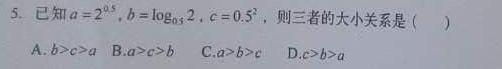 5. 已知 a = 2^0.5, b = log_0.5 2, c = 0.5^2, 则三者的大小关系是 ( )
A. b>c>a B.a>c>b C.a>b>c D.c>b>a